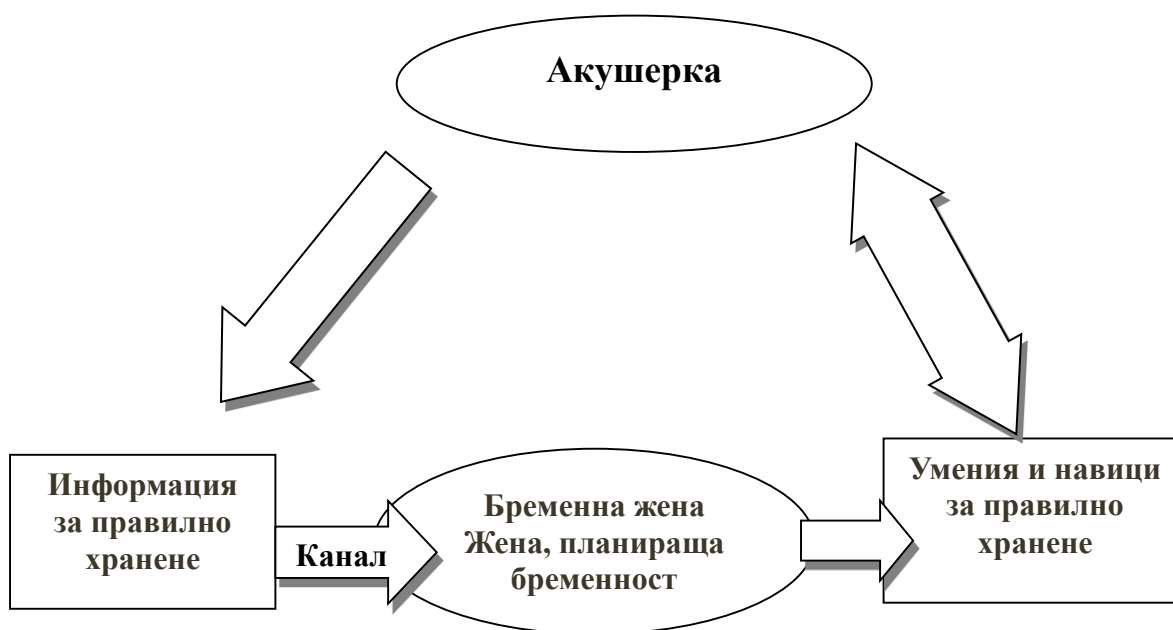 Акушерка
Информация
за правилно
хранене
Канал
Бременна жена
Жена, планираща
бременност
Умения и навици
за правилно
хранене